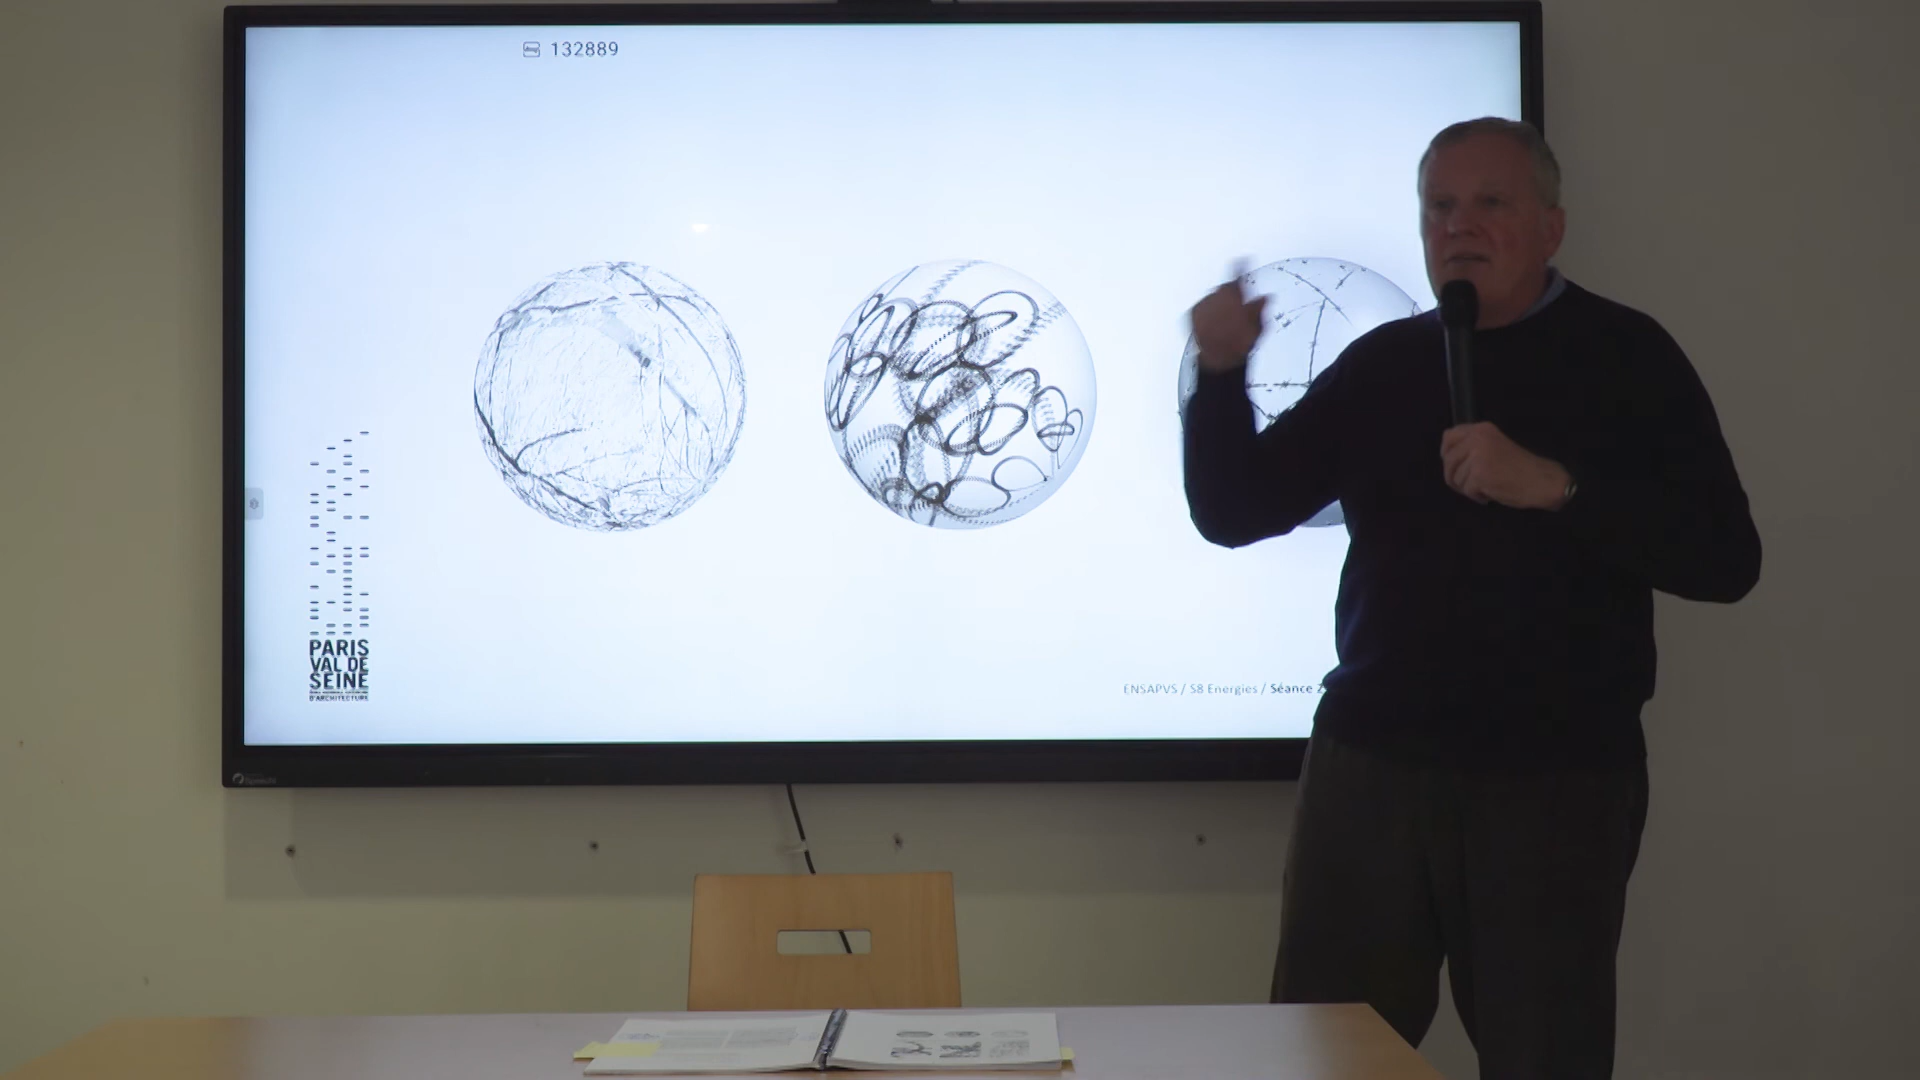 132889
PARIS
VAL DE
SEINE
D'ARCHITECTURE
ENSAPVS / S8 Energies / Séance 2